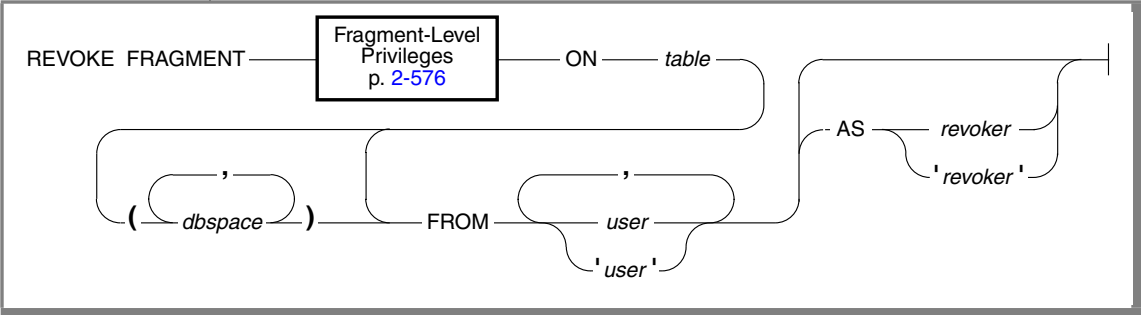 REVOKE FRAGMENT Fragment-Level Privileges p. 2-576 ON table
AS revoker
'revoker'
, ,
( dbspace ) FROM user
'user'